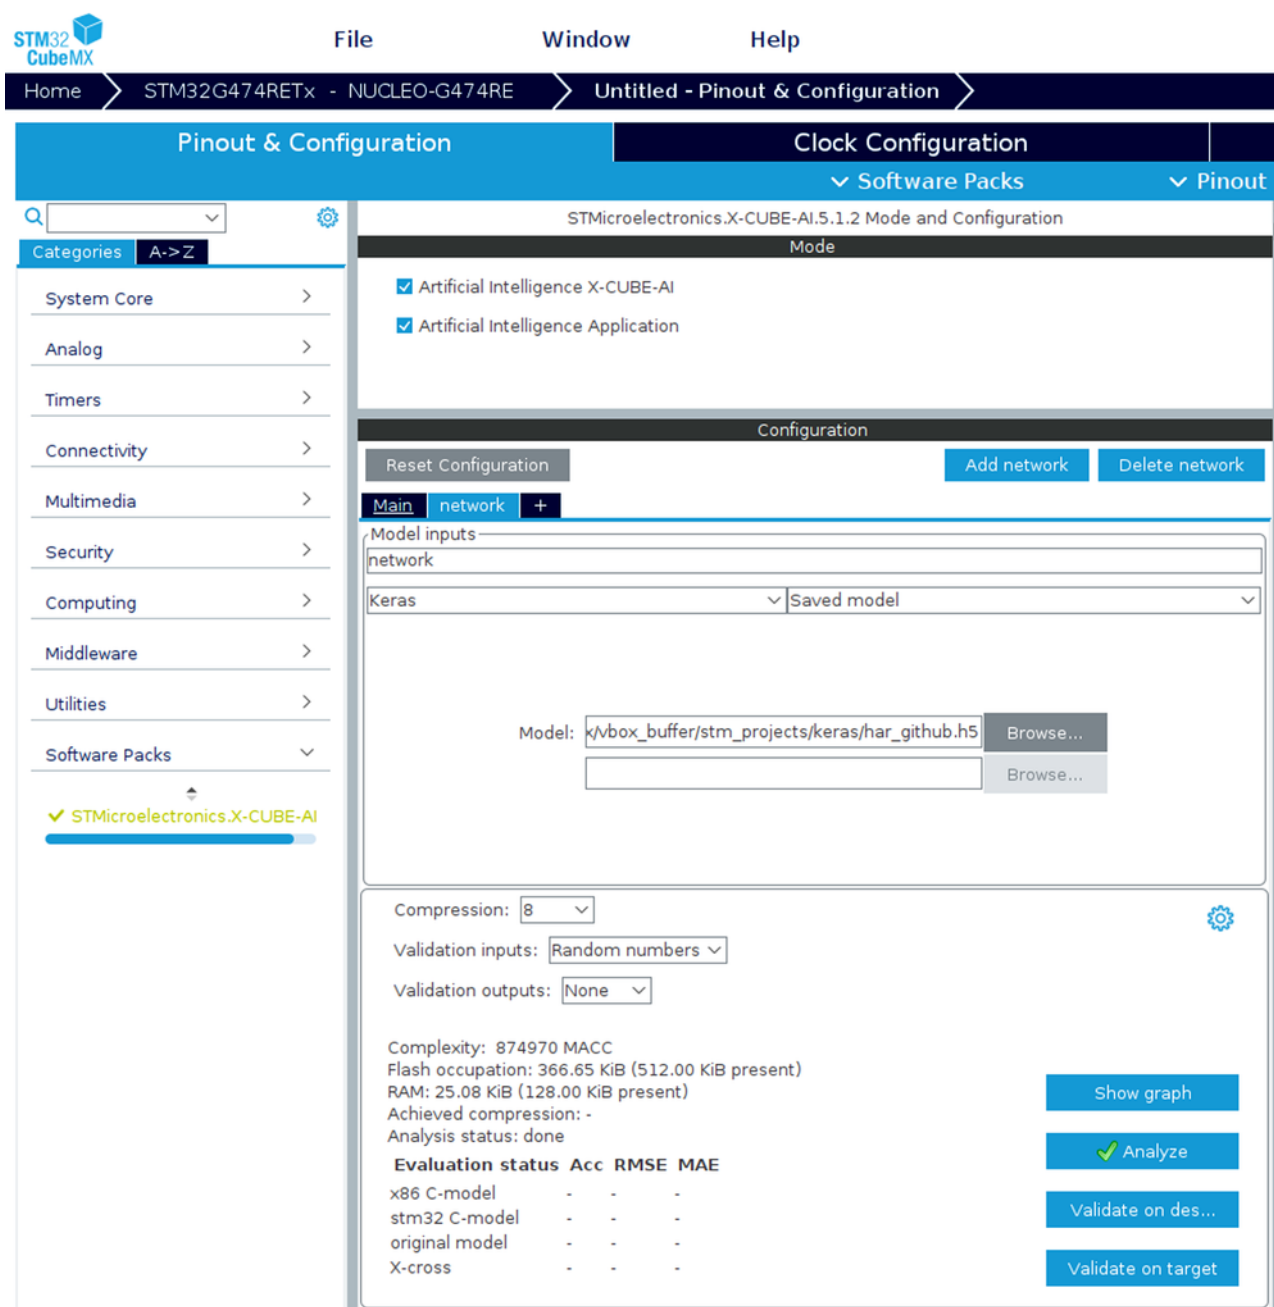 STM32
CubeMX
File Window Help
Home STM32G474RETx - NUCLEO-G474RE Untitled - Pinout & Configuration
Pinout & Configuration Clock Configuration
Software Packs Pinout
Categories A->Z
System Core
Analog
Timers
Connectivity
Multimedia
Security
Computing
Middleware
Utilities
Software Packs
STMicroelectronics.X-CUBE-AI
STMicroelectronics.X-CUBE-AI.5.1.2 Mode and Configuration
Mode
Artificial Intelligence X-CUBE-AI
Artificial Intelligence Application
Configuration
Reset Configuration Add network Delete network
Main network +
Model inputs
network
Keras Saved model
Model: x/vbox_buffer/stm_projects/keras/har_github.h5 Browse...
Browse...
Compression: 8
Validation inputs: Random numbers
Validation outputs: None
Complexity: 874970 MACC
Flash occupation: 366.65 KiB (512.00 KiB present)
RAM: 25.08 KiB (128.00 KiB present)
Achieved compression: -
Analysis status: done
Evaluation status Acc RMSE MAE
x86 C-model - - -
stm32 C-model - - -
original model - - -
X-cross - - -
Show graph
Analyze
Validate on des...
Validate on target